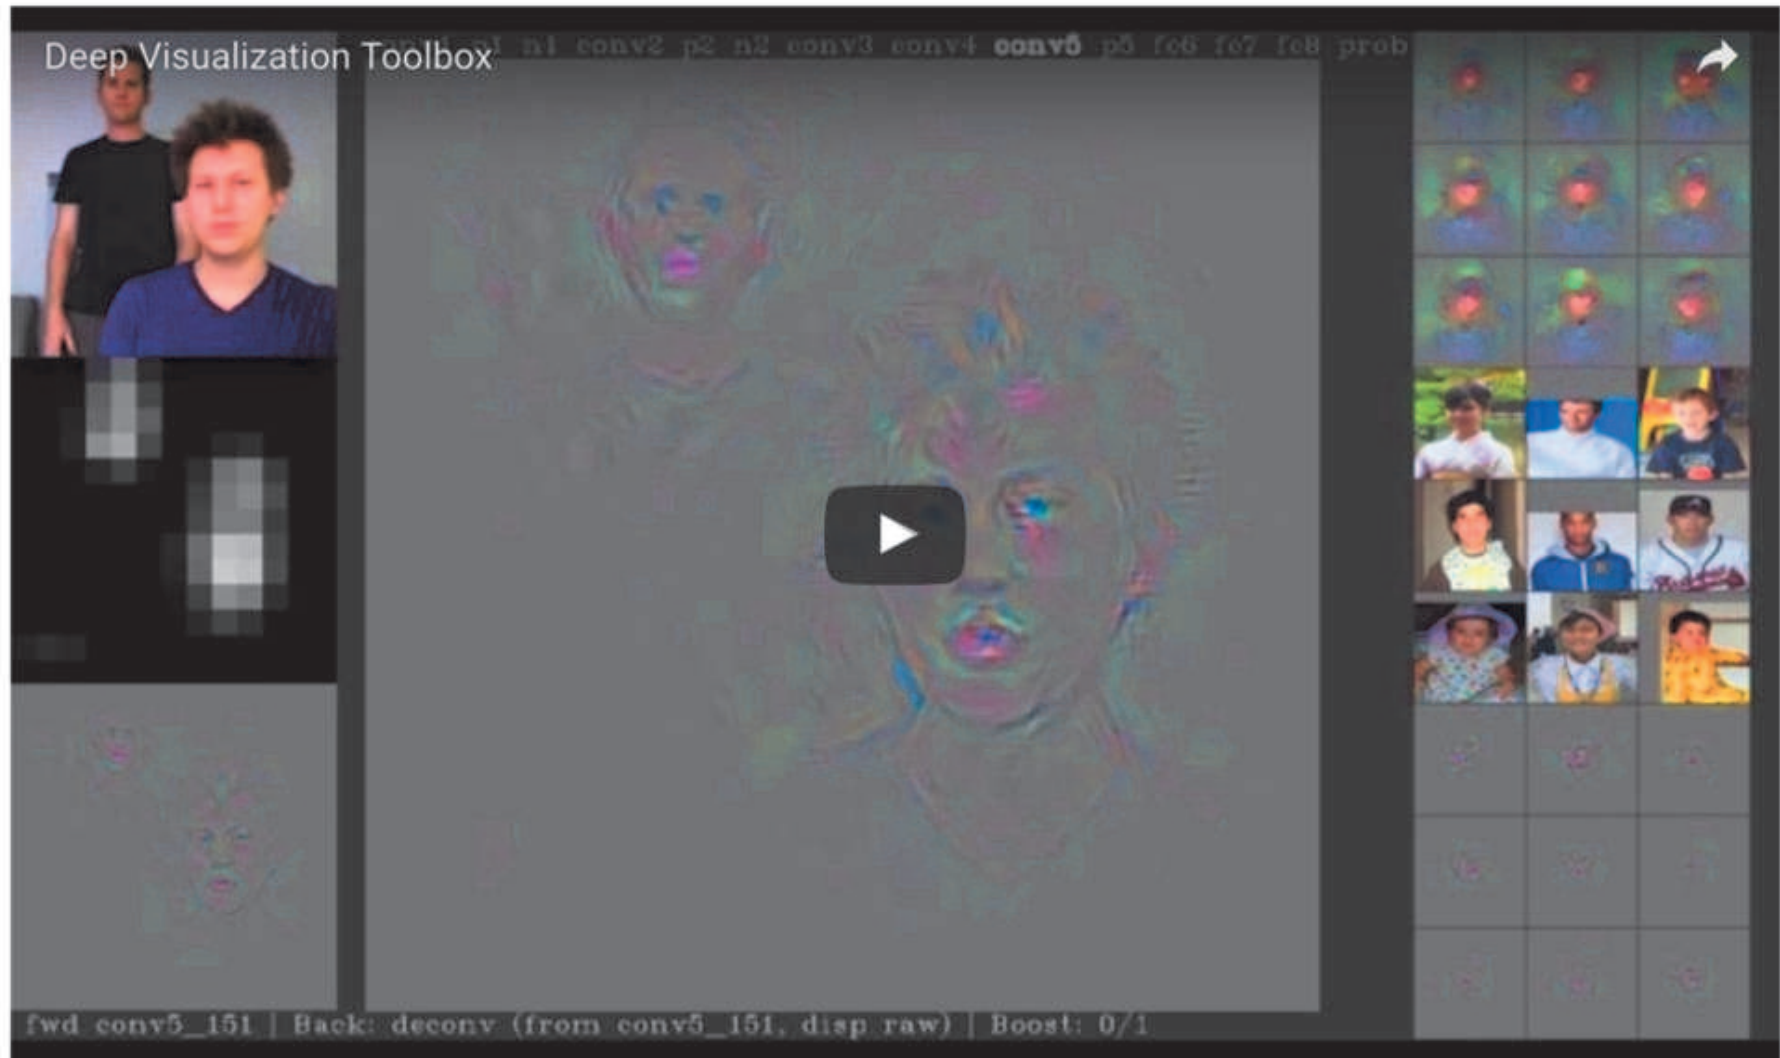 Deep Visualization Toolbox
n1 conv2 p2 n2 conv3 conv4 conv5 p5 fc6 fc7 fc8 prob
fwd conv5_151 | Back: deconv (from conv5_151, disp raw) | Boost: 0/1